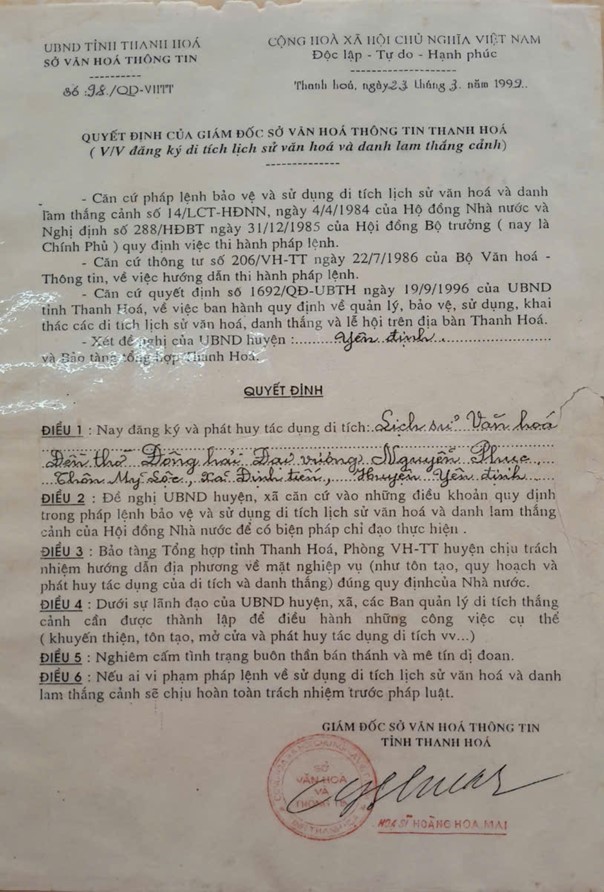 UBND TỈNH THANH HOÁ
SỞ VĂN HOÁ THÔNG TIN
Số :98./QD-VHTT
CỘNG HOÀ XÃ HỘI CHỦ NGHĨA VIỆT NAM
Độc lập - Tự do - Hạnh phúc
Thanh hoá, ngày 23 tháng 3. năm 1999..
QUYẾT ĐỊNH CỦA GIÁM ĐỐC SỞ VĂN HOÁ THÔNG TIN THANH HOÁ
( V/V đăng ký di tích lịch sử văn hoá và danh lam thắng cảnh)
- Căn cứ pháp lệnh bảo vệ và sử dụng di tích lịch sử văn hoá và danh
lam thắng cảnh số 14/LCT-HĐNN, ngày 4/4/1984 của Hộ đồng Nhà nước và
Nghị định số 288/HĐBT ngày 31/12/1985 của Hội đồng Bộ trưởng ( nay là
Chính Phủ ) quy định việc thi hành pháp lệnh.
- Căn cứ thông tư số 206/VH-TT ngày 22/7/1986 của Bộ Văn hoá -
Thông tin, về việc hướng dẫn thi hành pháp lệnh.
- Căn cứ quyết định số 1692/QĐ-UBTH ngày 19/9/1996 của UBND
tỉnh Thanh Hoá, về việc ban hành quy định về quản lý, bảo vệ, sử dụng, khai
thác các di tích lịch sử văn hoá, danh thắng và lễ hội trên địa bàn Thanh Hoá.
- Xét đề nghị của UBND huyện : Yên định
và Bảo tàng tổng hợp Thanh Hoá.
QUYẾT ĐỊNH
ĐIỀU 1 : Nay đăng ký và phát huy tác dụng di tích: Lịch sử Văn hoá
Đền thờ Đông hải Đại vương Nguyễn Phục,
Thôn Mỹ Lộc, Xã Định tiến, Huyện Yên định
ĐIỀU 2 : Đề nghị UBND huyện, xã căn cứ vào những điều khoản quy định
trong pháp lệnh bảo vệ và sử dụng di tích lịch sử văn hoá và danh lam thắng
cảnh của Hội đồng Nhà nước để có biện pháp chỉ đạo thực hiện .
ĐIỀU 3 : Bảo tàng Tổng hợp tỉnh Thanh Hoá, Phòng VH-TT huyện chịu trách
nhiệm hướng dẫn địa phương về mặt nghiệp vụ (như tôn tạo, quy hoạch và
phát huy tác dụng của di tích và danh thắng) đúng quy địnhcủa Nhà nước.
ĐIỀU 4 : Dưới sự lãnh đạo của UBND huyện, xã, các Ban quản lý di tích thắng
cảnh cần được thành lập để điều hành những công việc cụ thể
( khuyến thiện, tôn tạo, mở cửa và phát huy tác dụng di tích vv...)
ĐIỀU 5 : Nghiêm cấm tình trạng buôn thần bán thánh và mê tín dị đoan.
ĐIỀU 6 : Nếu ai vi phạm pháp lệnh về sử dụng di tích lịch sử văn hoá và danh
lam thắng cảnh sẽ chịu hoàn toàn trách nhiệm trước pháp luật.
GIÁM ĐỐC SỞ VĂN HOÁ THÔNG TIN
TỈNH THANH HOÁ
SỞ
VĂN HOÁ
VÀ
THÔNG TIN
HOẠ SĨ HOÀNG HOA MAI